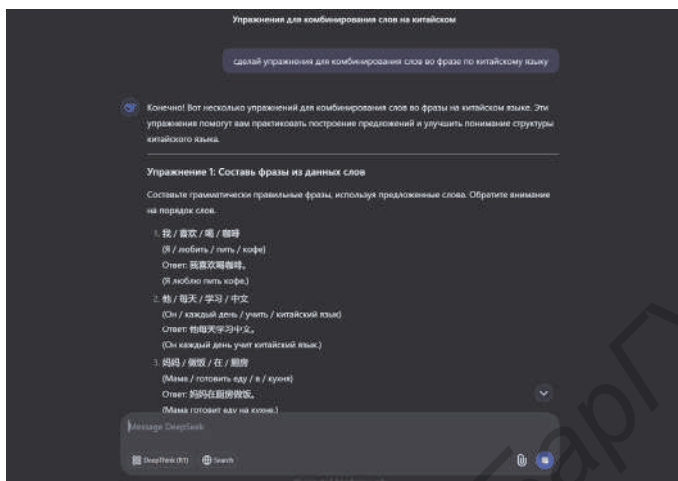 Упражнения для комбинирования слов на китайском
сделай упражнения для комбинирования слов во фразе по китайскому языку
Конечно! Вот несколько упражнений для комбинирования слов во фразы на китайском языке. Эти
упражнения помогут вам практиковать построение предложений и улучшить понимание структуры
китайского языка.
Упражнение 1: Составь фразы из данных слов
Составьте грамматически правильные фразы, используя предложенные слова. Обратите внимание
на порядок слов.
1. 我 / 喜欢 / 喝 / 咖啡
(Я / любить / пить / кофе)
Ответ: 我喜欢喝咖啡。
(Я люблю пить кофе.)
2. 他 / 每天 / 学习 / 中文
(Он / каждый день / учить / китайский язык)
Ответ: 他每天学习中文。
(Он каждый день учит китайский язык.)
3. 妈妈 / 做饭 / 在 / 厨房
(Мама / готовить еду / в / кухня)
Ответ: 妈妈在厨房做饭。
(Мама готовит еду на кухне.)
Message DeepSeek
DeepThink (R1) Search
БарГ